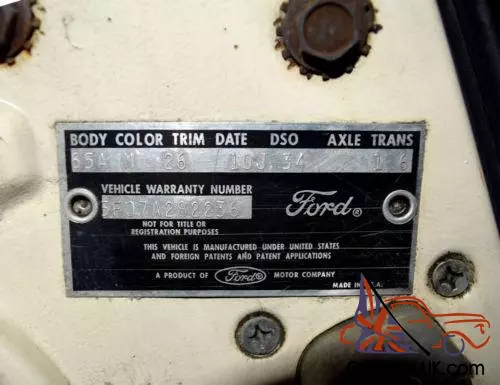 BODY COLOR TRIM DATE DSO AXLE TRANS
65A M 26 10J 34 1 6
VEHICLE WARRANTY NUMBER
5F07A282236
Ford®
NOT FOR TITLE OR
REGISTRATION PURPOSES
THIS VEHICLE IS MANUFACTURED UNDER UNITED STATES
AND FOREIGN PATENTS AND PATENT APPLICATIONS
A PRODUCT OF Ford® MOTOR COMPANY
MADE IN U.S.A.